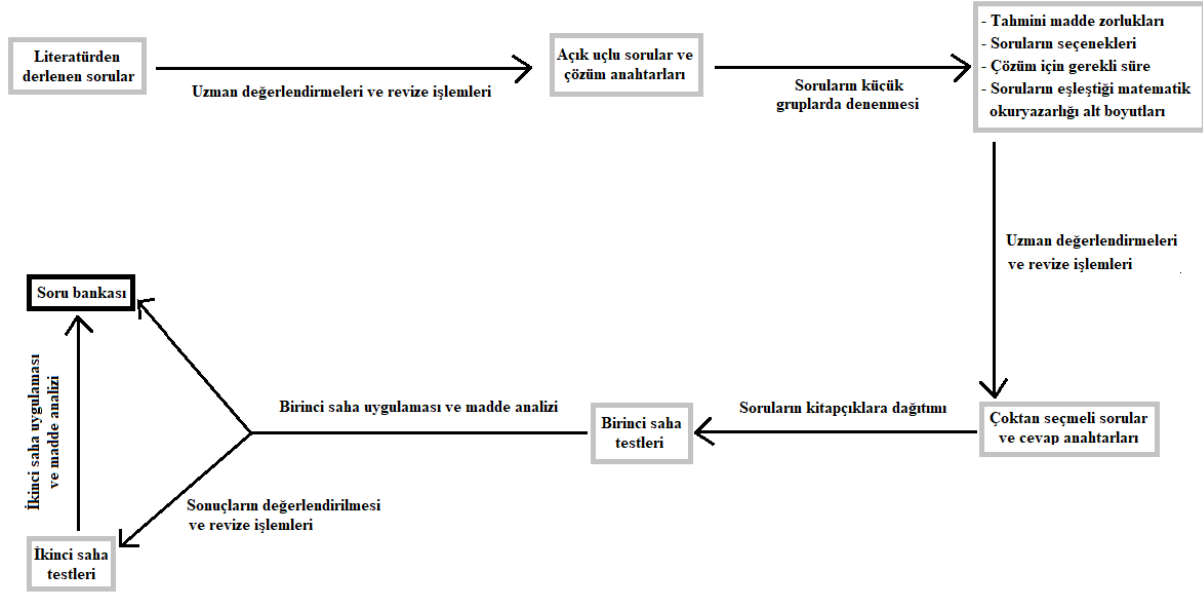 Literatürden
derlenen sorular
Uzman değerlendirmeleri ve revize işlemleri
Açık uçlu sorular ve
çözüm anahtarları
Soruların küçük
gruplarda denenmesi
- Tahmini madde zorlukları
- Soruların seçenekleri
- Çözüm için gerekli süre
- Soruların eşleştiği matematik
okuryazarlığı alt boyutları
Uzman değerlendirmeleri
ve revize işlemleri
Çoktan seçmeli sorular
ve cevap anahtarları
Soruların kitapçıklara dağıtımı
Birinci saha
testleri
Birinci saha uygulaması ve madde analizi
Sonuçların değerlendirilmesi
ve revize işlemleri
İkinci saha
testleri
İkinci saha uygulaması
ve madde analizi
Soru bankası